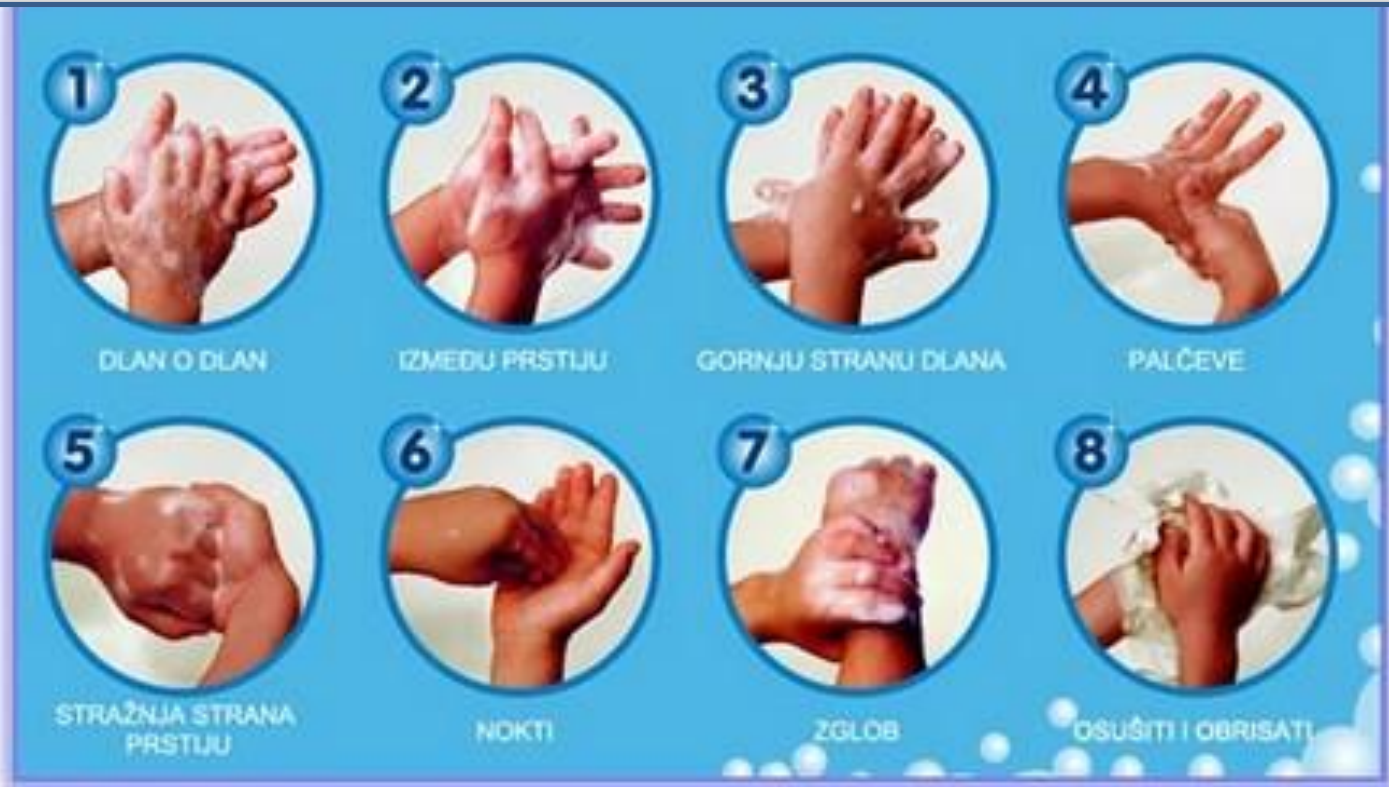 1
2
3
4
DLAN O DLAN
IZMEĐU PRSTIJU
GORNJU STRANU DLANA
PALČEVE
5
6
7
8
STRAŽNJA STRANA
PRSTIJU
NOKTI
ZGLOB
OSUŠITI I OBRISATI